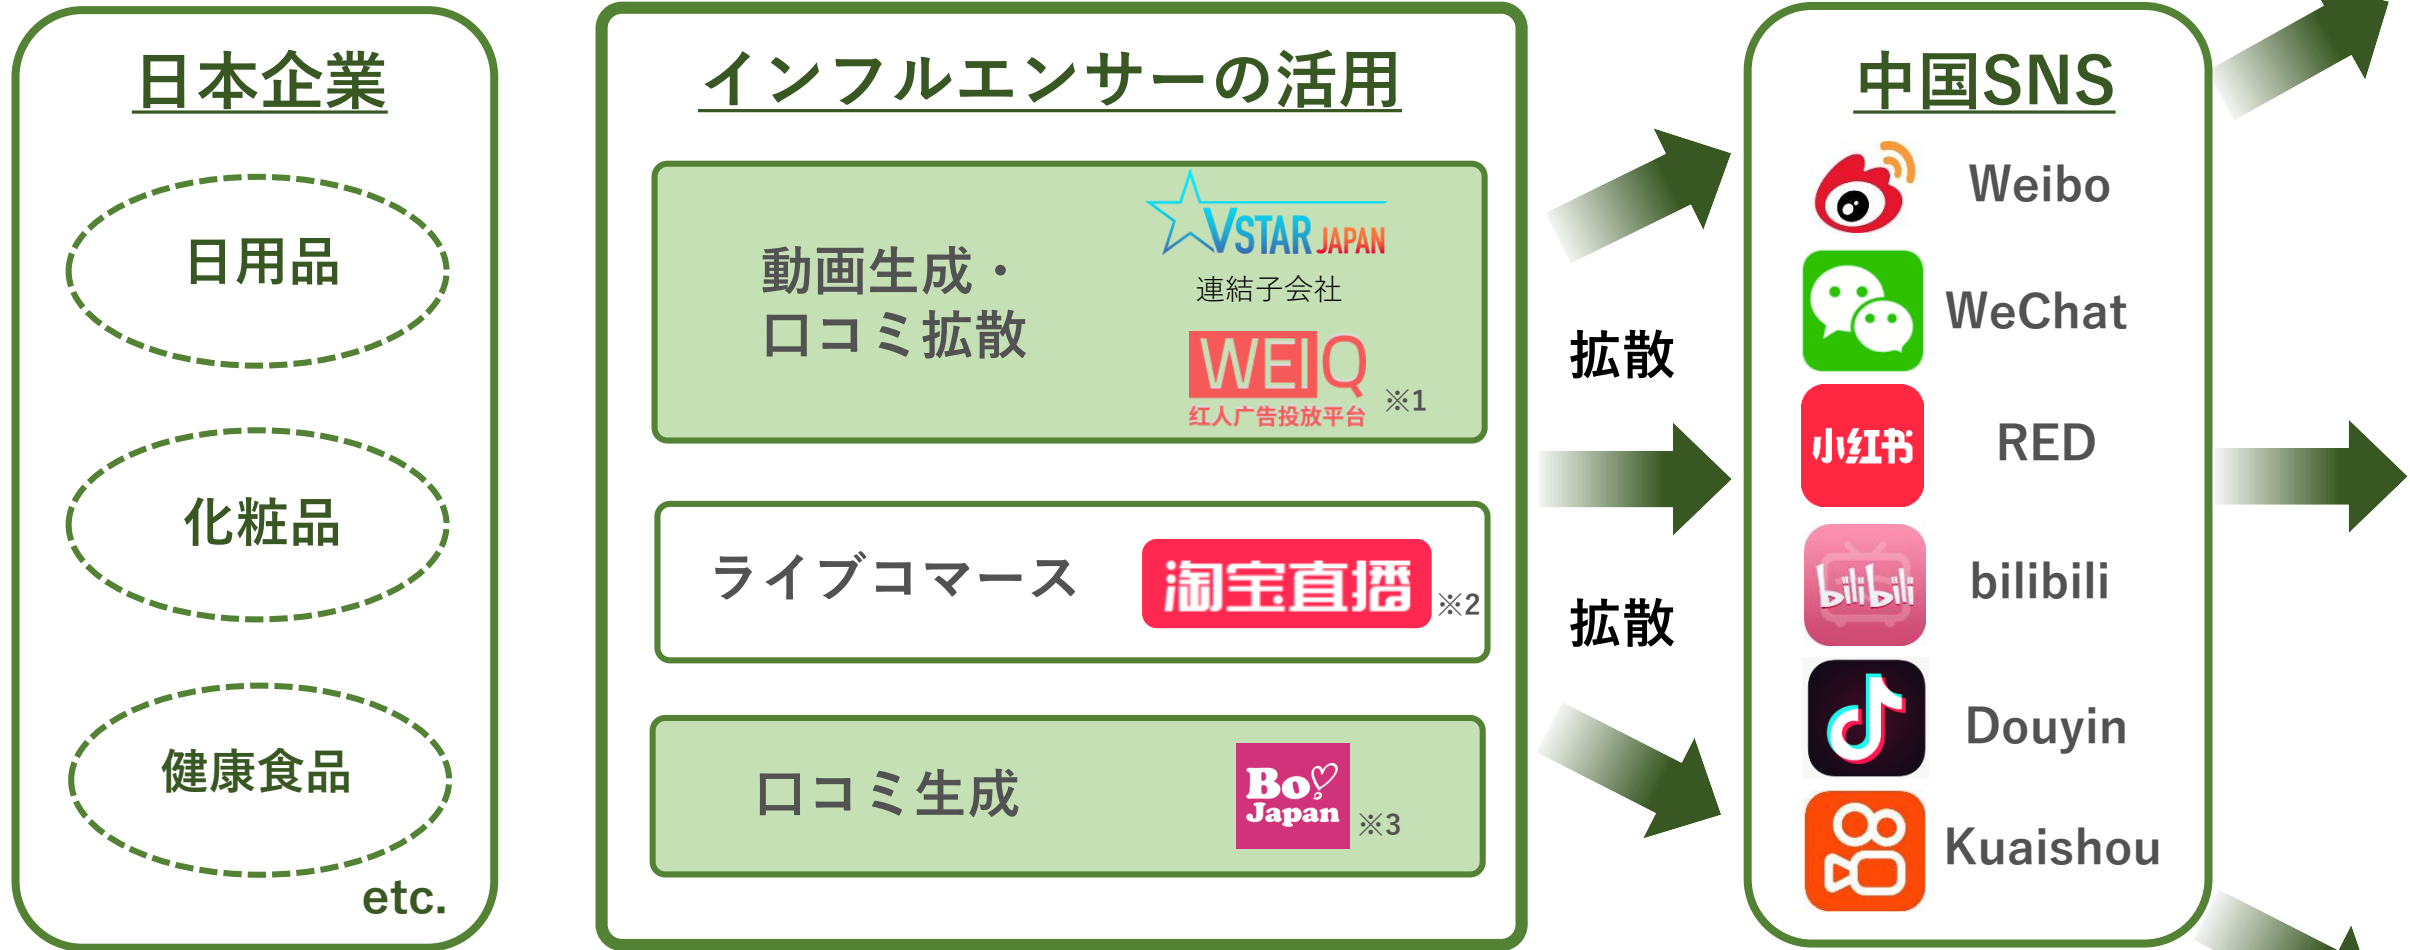 日本企業
日用品
化粧品
健康食品
etc.
インフルエンサーの活用
動画生成・
口コミ拡散
VSTAR JAPAN
連結子会社
WEIQ
红人广告投放平台
※1
ライブコマース
淘宝直播
※2
口コミ生成
Bo
Japan
※3
拡散
拡散
中国SNS
Weibo
WeChat
小红书
RED
bilibili
bilibili
Douyin
Kuaishou